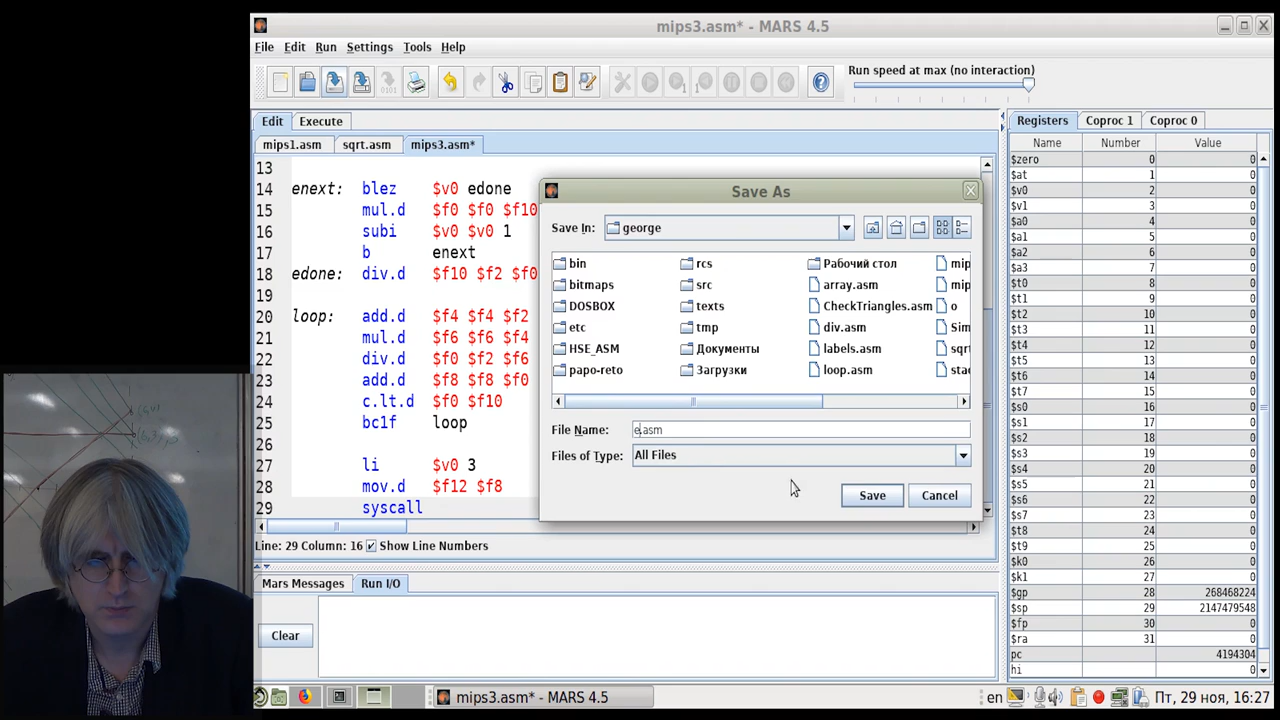 mips3.asm* - MARS 4.5
File Edit Run Settings Tools Help
Run speed at max (no interaction)
Edit Execute
mips1.asm sqrt.asm mips3.asm*
13
14 enext: blez $v0 edone
15 mul.d $f0 $f0 $f10
16 subi $v0 $v0 1
17 b enext
18 edone: div.d $f10 $f2 $f0
19
20 loop: add.d $f4 $f4 $f2
21 mul.d $f6 $f6 $f4
22 div.d $f0 $f2 $f6
23 add.d $f8 $f8 $f0
24 c.lt.d $f0 $f10
25 bc1f loop
26
27 li $v0 3
28 mov.d $f12 $f8
29 syscall
Line: 29 Column: 16 Show Line Numbers
Mars Messages Run I/O
Clear
Save As
Save In: george
bin rcs Рабочий стол mip
bitmaps src array.asm mip
DOSBOX texts CheckTriangles.asm o
etc tmp div.asm Sim
HSE_ASM Документы labels.asm sqrt
papo-reto Загрузки loop.asm stac
File Name: e.asm
Files of Type: All Files
Save Cancel
Registers Coproc 1 Coproc 0
Name Number Value
$zero 0 0
$at 1 0
$v0 2 0
$v1 3 0
$a0 4 0
$a1 5 0
$a2 6 0
$a3 7 0
$t0 8 0
$t1 9 0
$t2 10 0
$t3 11 0
$t4 12 0
$t5 13 0
$t6 14 0
$t7 15 0
$s0 16 0
$s1 17 0
$s2 18 0
$s3 19 0
$s4 20 0
$s5 21 0
$s6 22 0
$s7 23 0
$t8 24 0
$t9 25 0
$k0 26 0
$k1 27 0
$gp 28 268468224
$sp 29 2147479548
$fp 30 0
$ra 31 0
pc 4194304
hi 0
mips3.asm* - MARS 4.5
en Пт, 29 ноя, 16:27